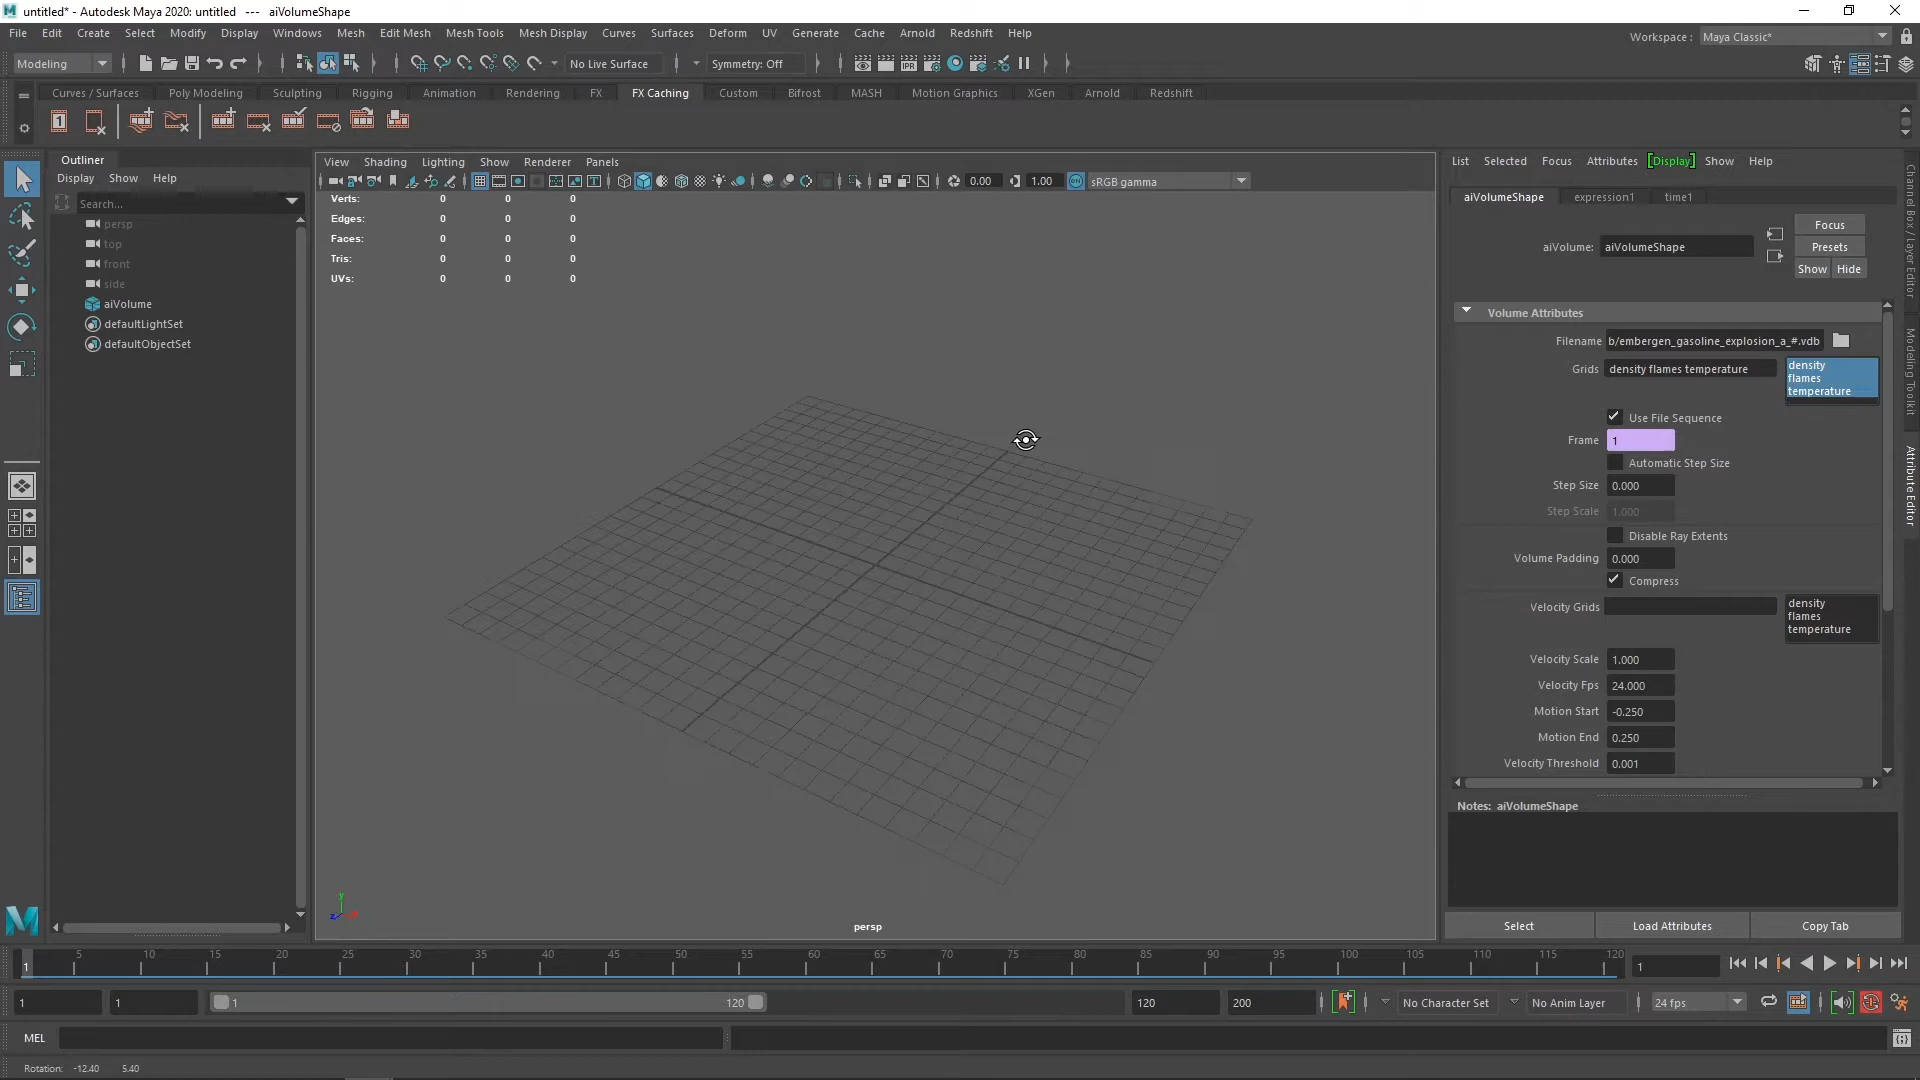 untitled* - Autodesk Maya 2020: untitled --- aiVolumeShape
File Edit Create Select Modify Display Windows Mesh Edit Mesh Mesh Tools Mesh Display Curves Surfaces Deform UV Generate Cache Arnold Redshift Help
Workspace : Maya Classic*
Modeling No Live Surface Symmetry: Off
IPR
Curves / Surfaces Poly Modeling Sculpting Rigging Animation Rendering FX FX Caching Custom Bifrost MASH Motion Graphics XGen Arnold Redshift
1
Outliner
Display Show Help
Search...
persp
top
front
side
aiVolume
defaultLightSet
defaultObjectSet
View Shading Lighting Show Renderer Panels
0.00 1.00 ON sRGB gamma
Verts: 0 0 0
Edges: 0 0 0
Faces: 0 0 0
Tris: 0 0 0
UVs: 0 0 0
y
z
persp
List Selected Focus Attributes [Display] Show Help
aiVolumeShape expression1 time1
aiVolume: aiVolumeShape
Focus
Presets
Show Hide
Volume Attributes
Filename b/embergen_gasoline_explosion_a_#.vdb
Grids density flames temperature
density
flames
temperature
Use File Sequence
Frame 1
Automatic Step Size
Step Size 0.000
Step Scale 1.000
Disable Ray Extents
Volume Padding 0.000
Compress
Velocity Grids
density
flames
temperature
Velocity Scale 1.000
Velocity Fps 24.000
Motion Start -0.250
Motion End 0.250
Velocity Threshold 0.001
Notes: aiVolumeShape
Select Load Attributes Copy Tab
Channel Box / Layer Editor
Modeling Toolkit
Attribute Editor
1 5 10 15 20 25 30 35 40 45 50 55 60 65 70 75 80 85 90 95 100 105 110 115 120
1
1 1 1 120 120 200 No Character Set No Anim Layer 24 fps
MEL
Rotation: -12.40 5.40